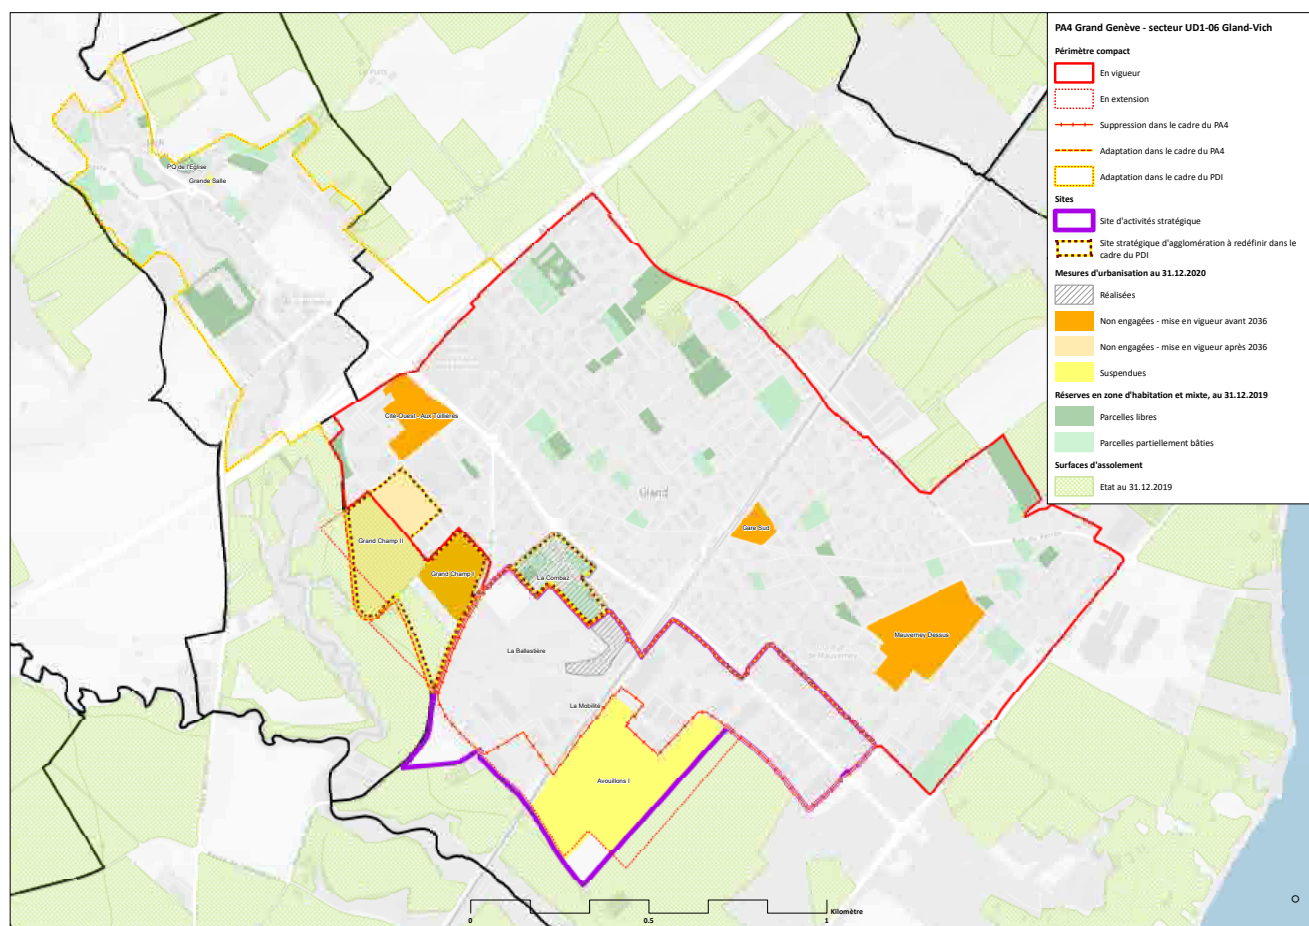 PA4 Grand Genève - secteur UD1-06 Gland-Vich
Périmètre compact
En vigueur
En extension
Suppression dans le cadre du PA4
Adaptation dans le cadre du PA4
Adaptation dans le cadre du PDI
Sites
Site d'activités stratégique
Site stratégique d'agglomération à redéfinir dans le
cadre du PDI
Mesures d'urbanisation au 31.12.2020
Réalisées
Non engagées - mise en vigueur avant 2036
Non engagées - mise en vigueur après 2036
Suspendues
Réserves en zone d'habitation et mixte, au 31.12.2019
Parcelles libres
Parcelles partiellement bâties
Surfaces d'assolement
Etat au 31.12.2019
PQ de l'Eglise
Grande Salle
Cité-Ouest - Aux Tuillières
Gland
Gare Sud
Grand Champ II
Grand Champ I
La Combaz
Mauverney Dessus
La Ballastière
La Mobilité
Avouillons I
0
0.5
1
Kilomètre